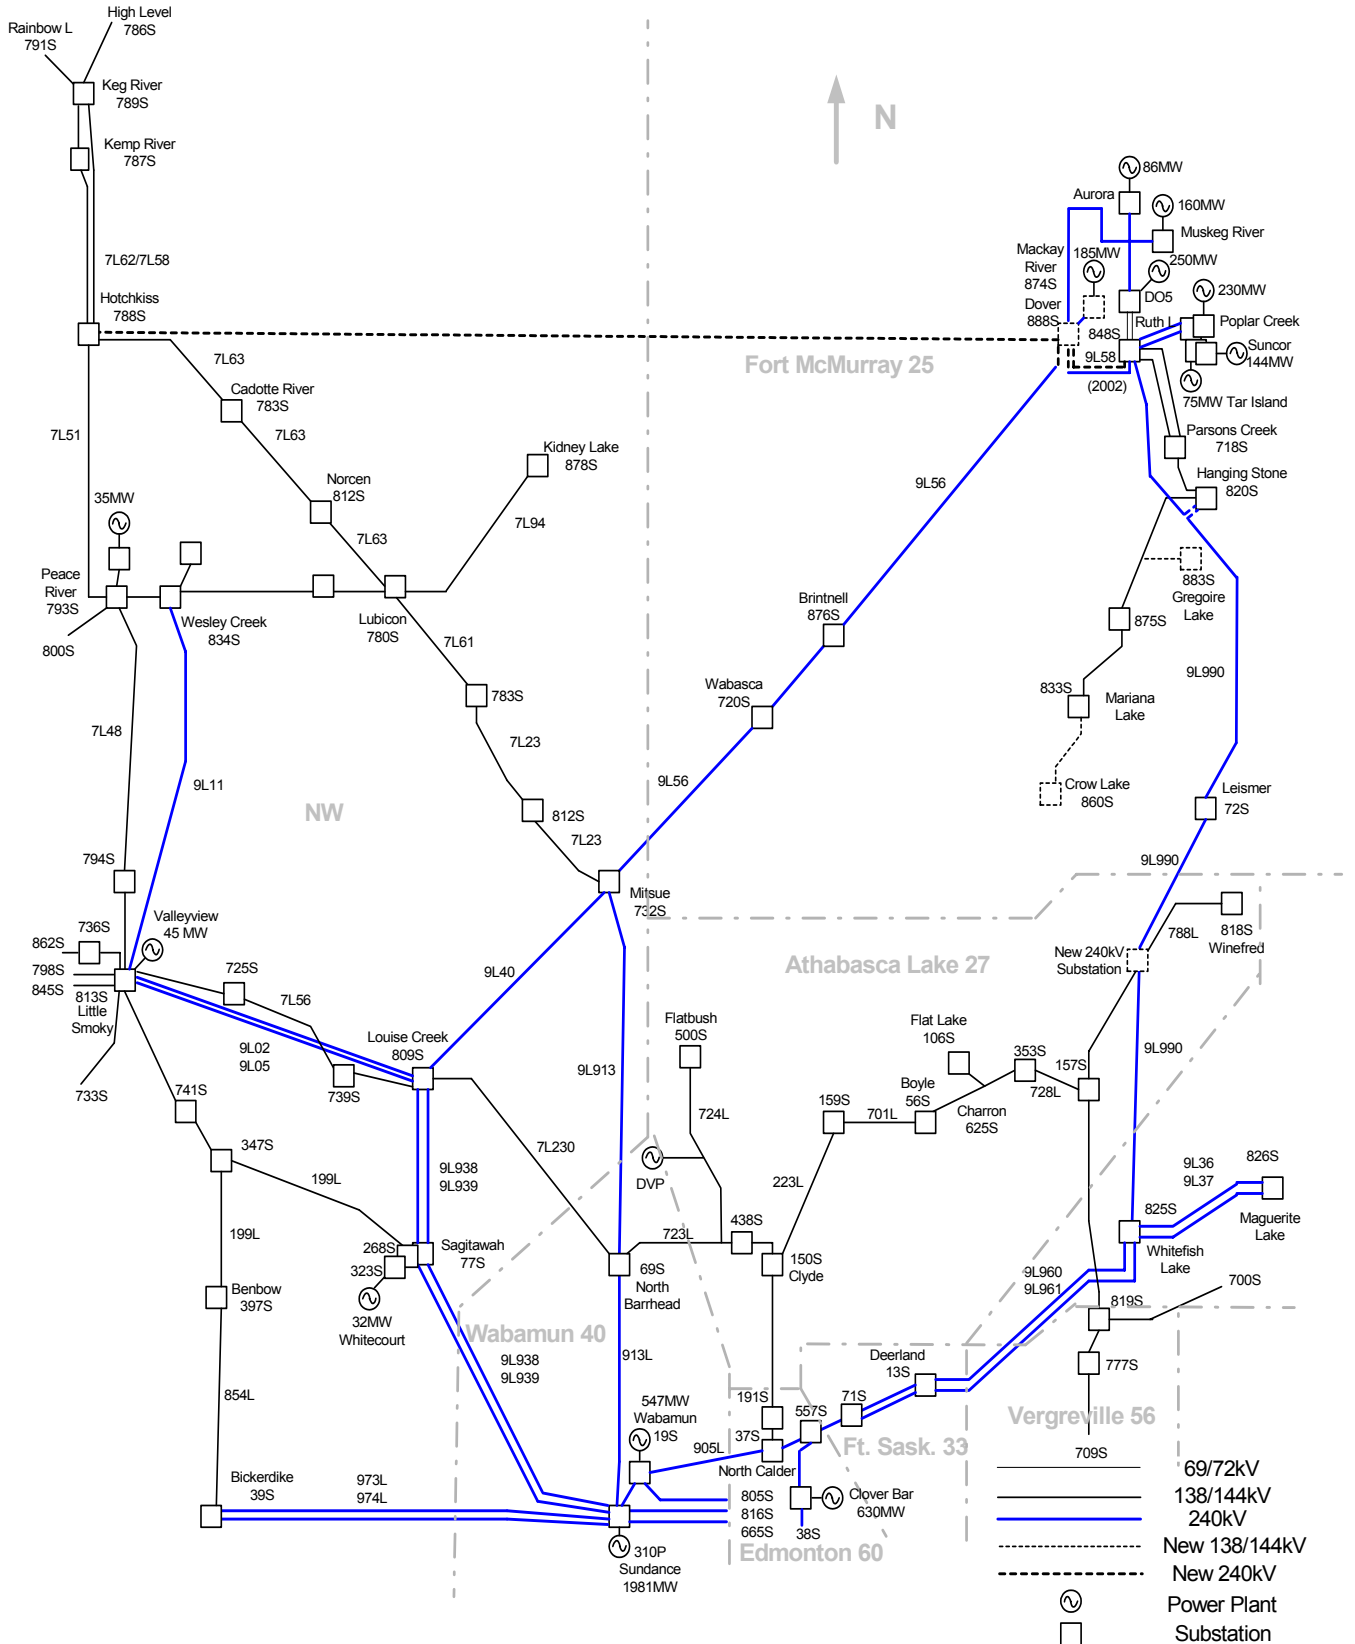 High Level
786S
Rainbow L
791S
Keg River
789S
Kemp River
787S
7L62/7L58
Hotchkiss
788S
7L63
Cadotte River
783S
7L63
7L51
Norcen
812S
7L63
Kidney Lake
878S
7L94
35MW
Peace
River
793S
800S
Wesley Creek
834S
Lubicon
780S
7L61
783S
7L23
812S
7L23
7L48
9L11
NW
794S
Valleyview
45 MW
736S
862S
798S
845S
813S
Little
Smoky
725S
7L56
9L02
9L05
Louise Creek
809S
739S
733S
741S
347S
199L
199L
Benbow
397S
854L
268S
323S
32MW
Whitecourt
Sagitawah
77S
9L938
9L939
7L230
9L40
Mitsue
732S
9L913
9L56
Wabasca
720S
Brintnell
876S
9L56
N
Fort McMurray 25
86MW
Aurora
160MW
Muskeg River
Mackay
River
874S
185MW
250MW
DO5
Dover
888S
230MW
Ruth L
Poplar Creek
848S
9L58
Suncor
144MW
(2002)
75MW Tar Island
Parsons Creek
718S
Hanging Stone
820S
883S
Gregoire
Lake
875S
833S
Mariana
Lake
Crow Lake
860S
9L990
Leismer
72S
9L990
788L
818S
Winefred
New 240kV
Substation
Athabasca Lake 27
Flatbush
500S
724L
DVP
Flat Lake
106S
353S
157S
728L
Boyle
56S
Charron
625S
159S
701L
223L
9L990
9L36
9L37
826S
Maguerite
Lake
825S
Whitefish
Lake
438S
723L
150S
Clyde
69S
North
Barrhead
9L960
9L961
700S
819S
777S
709S
Wabamun 40
9L938
9L939
913L
Deerland
13S
71S
557S
191S
37S
North Calder
Ft. Sask. 33
Vergreville 56
547MW
Wabamun
19S
905L
Bickerdike
39S
973L
974L
805S
816S
665S
Clover Bar
630MW
38S
Edmonton 60
310P
Sundance
1981MW
69/72kV
138/144kV
240kV
New 138/144kV
New 240kV
Power Plant
Substation